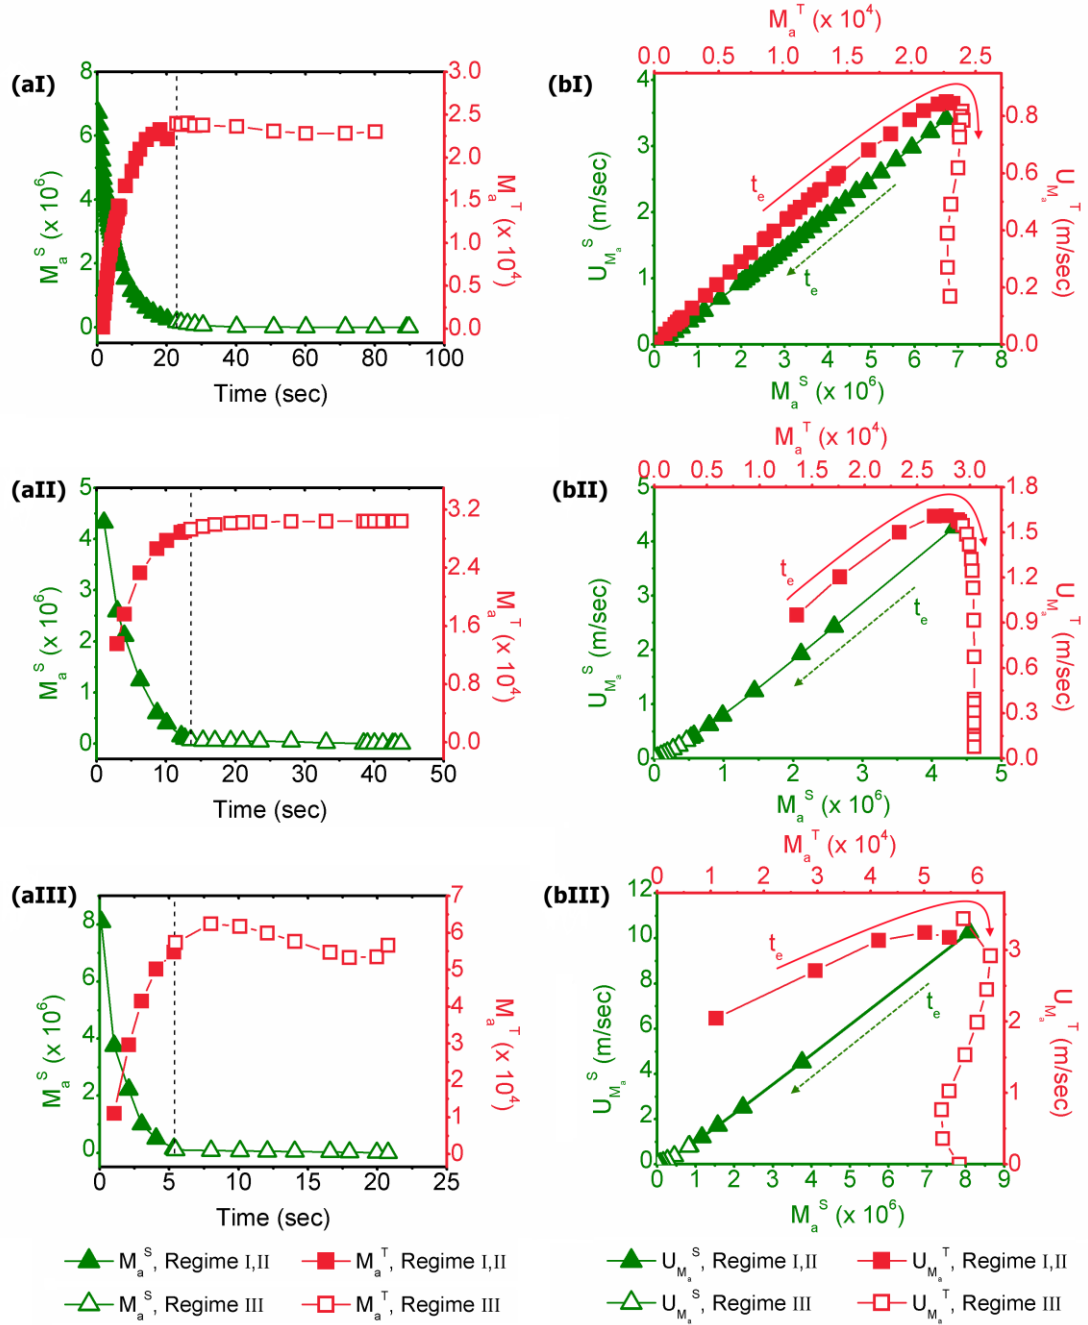 (aI)
8
6
4
2
0
M_a^S (x 10^6)
3.0
2.5
2.0
1.5
1.0
0.5
0.0
M_a^T (x 10^4)
0 20 40 60 80 100
Time (sec)
(bI)
M_a^T (x 10^4)
0.0 0.5 1.0 1.5 2.0 2.5
4
3
2
1
0
U_{M_a}^S (m/sec)
t_e
t_e
0.8
0.6
0.4
0.2
0.0
U_{M_a}^T (m/sec)
0 1 2 3 4 5 6 7 8
M_a^S (x 10^6)
(aII)
5
4
3
2
1
0
M_a^S (x 10^6)
3.2
2.4
1.6
0.8
0.0
M_a^T (x 10^4)
0 10 20 30 40 50
Time (sec)
(bII)
M_a^T (x 10^4)
0.0 0.5 1.0 1.5 2.0 2.5 3.0
5
4
3
2
1
0
U_{M_a}^S (m/sec)
t_e
t_e
1.8
1.5
1.2
0.9
0.6
0.3
0.0
U_{M_a}^T (m/sec)
0 1 2 3 4 5
M_a^S (x 10^6)
(aIII)
8
6
4
2
0
M_a^S (x 10^6)
7
6
5
4
3
2
1
0
M_a^T (x 10^4)
0 5 10 15 20 25
Time (sec)
(bIII)
M_a^T (x 10^4)
0 1 2 3 4 5 6
12
10
8
6
4
2
0
U_{M_a}^S (m/sec)
t_e
t_e
3
2
1
0
U_{M_a}^T (m/sec)
0 1 2 3 4 5 6 7 8 9
M_a^S (x 10^6)
M_a^S, Regime I,II M_a^T, Regime I,II
M_a^S, Regime III M_a^T, Regime III
U_{M_a}^S, Regime I,II U_{M_a}^T, Regime I,II
U_{M_a}^S, Regime III U_{M_a}^T, Regime III